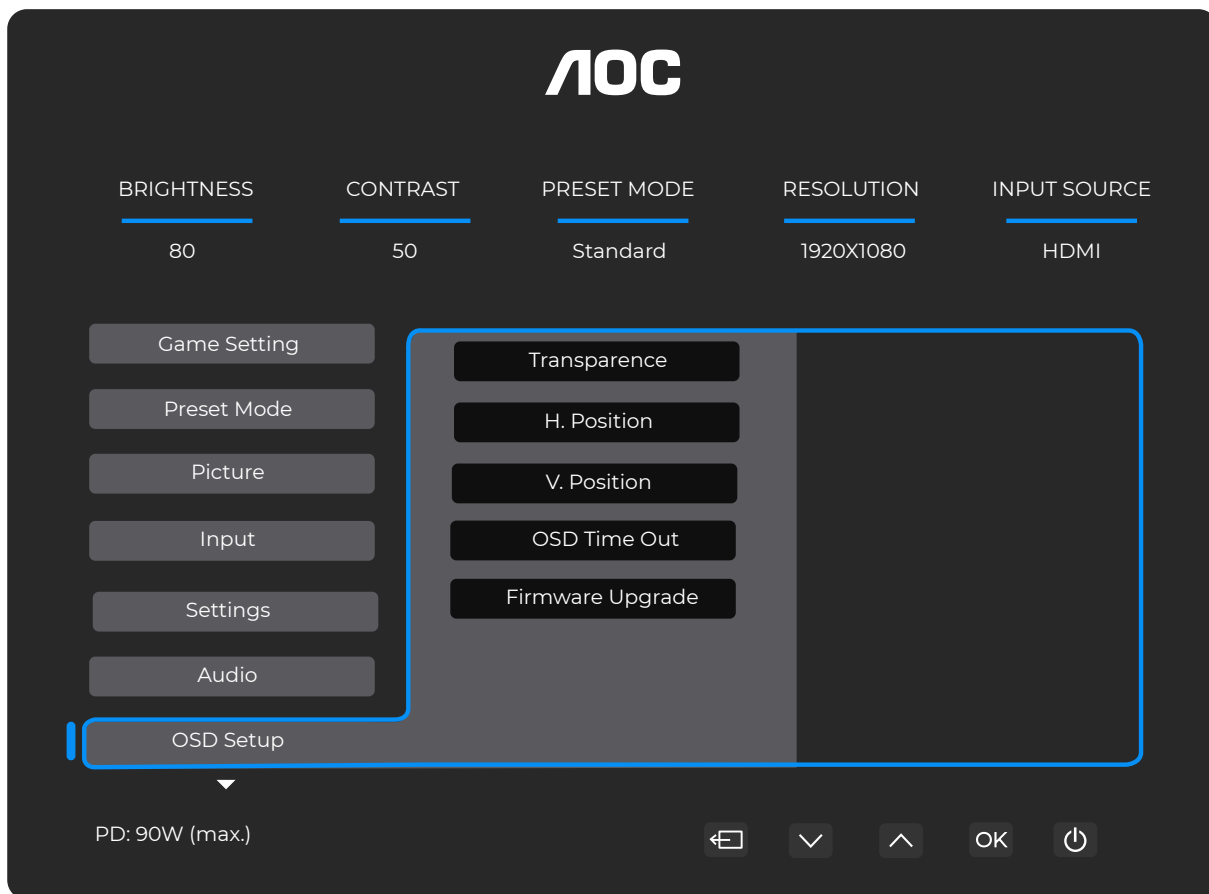 AOC
BRIGHTNESS CONTRAST PRESET MODE RESOLUTION INPUT SOURCE
80 50 Standard 1920X1080 HDMI
Game Setting
Preset Mode
Picture
Input
Settings
Audio
OSD Setup
Transparence
H. Position
V. Position
OSD Time Out
Firmware Upgrade
PD: 90W (max.)
OK